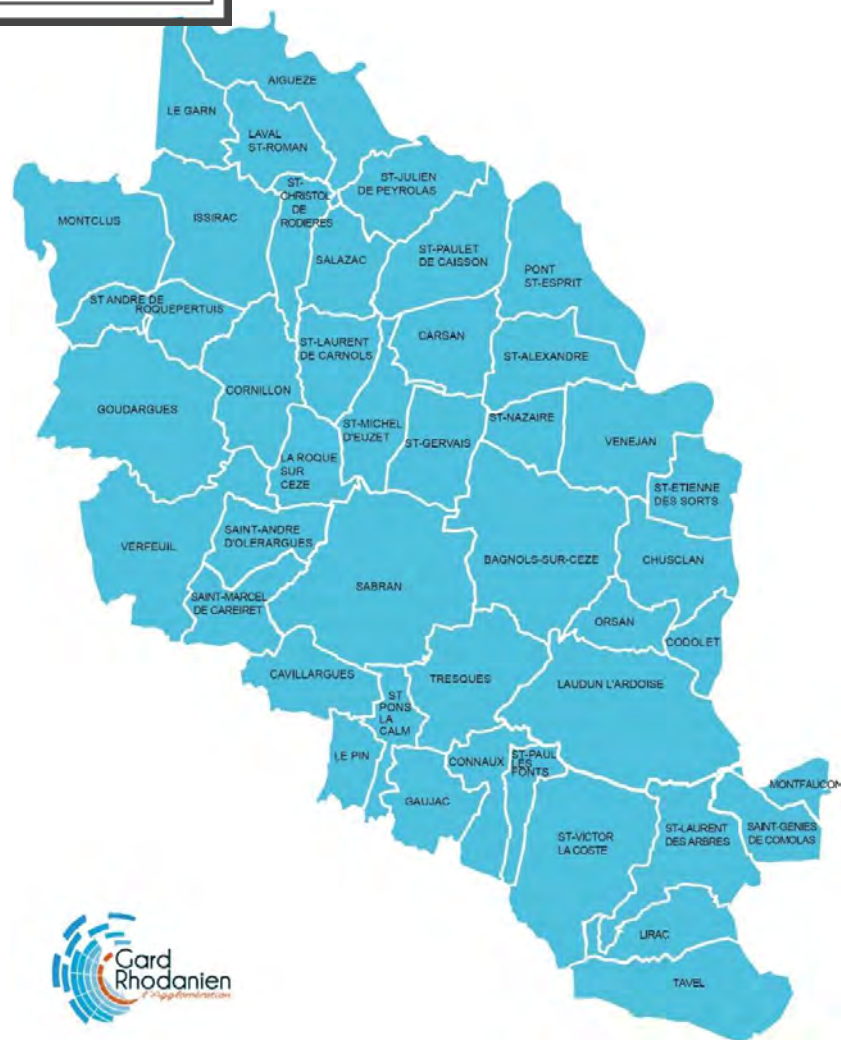 AIGUEZE
LE GARN
LAVAL
ST-ROMAN
ST-JULIEN
DE PEYROLAS
ST-
CHRISTOL
DE
RODIERES
MONTCLUS
ISSIRAC
SALAZAC
ST-PAULET
DE CAISSON
PONT
ST-ESPRIT
ST ANDRE DE
ROQUEPERTUIS
ST-LAURENT
DE CARNOLS
CARSAN
ST-ALEXANDRE
CORNILLON
GOUDARGUES
ST-MICHEL
D'EUZET
ST-GERVAIS
ST-NAZAIRE
VENEJAN
LA ROQUE
SUR
CEZE
ST-ETIENNE
DES SORTS
VERFEUIL
SAINT-ANDRE
D'OLERARGUES
SABRAN
BAGNOLS-SUR-CEZE
CHUSCLAN
SAINT-MARCEL
DE CAREIRET
ORSAN
CODOLET
CAVILLARGUES
ST
PONS
LA
CALM
TRESQUES
LAUDUN L'ARDOISE
LE PIN
CONNAUX
ST-PAUL
LES
FONTS
GAUJAC
MONTFAUCON
ST-VICTOR
LA COSTE
ST-LAURENT
DES ARBRES
SAINT-GENIES
DE COMOLAS
LIRAC
TAVEL
Gard
Rhodanien
l'Agglomération